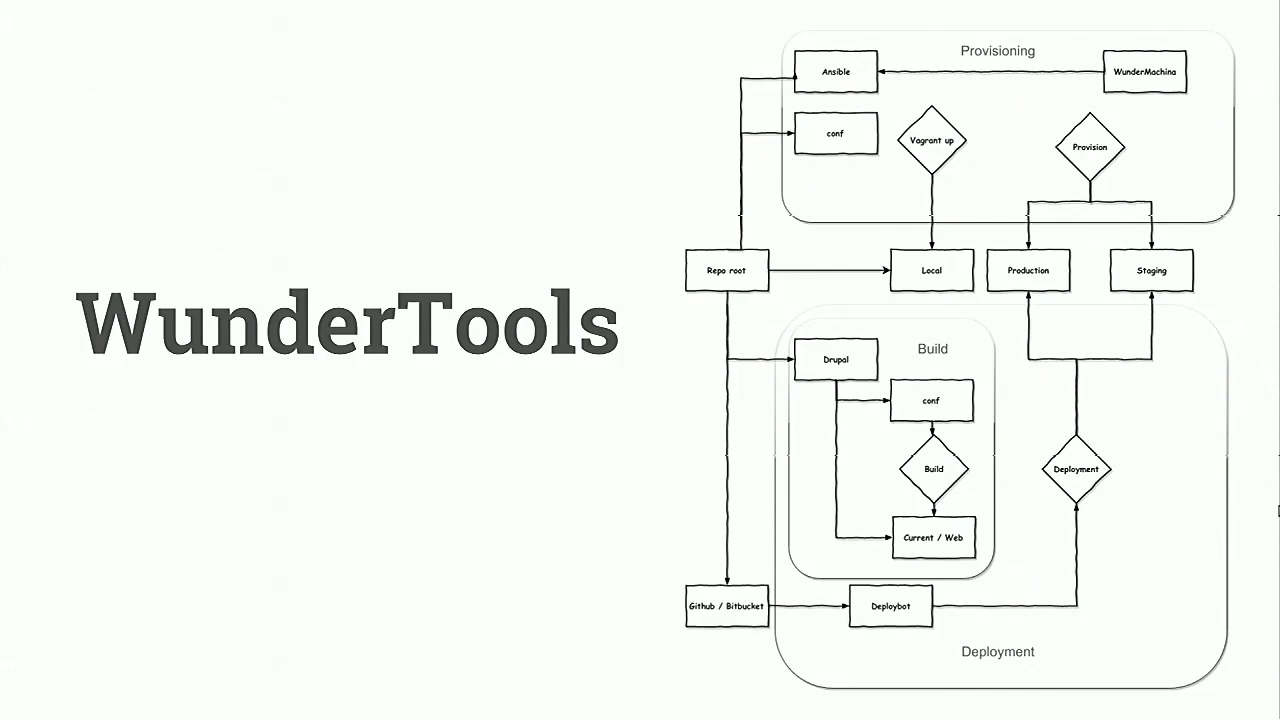 WunderTools
Provisioning
Ansible
WunderMachina
conf
Vagrant up
Provision
Repo root
Local
Production
Staging
Build
Drupal
conf
Build
Deployment
Current / Web
Github / Bitbucket
Deploybot
Deployment